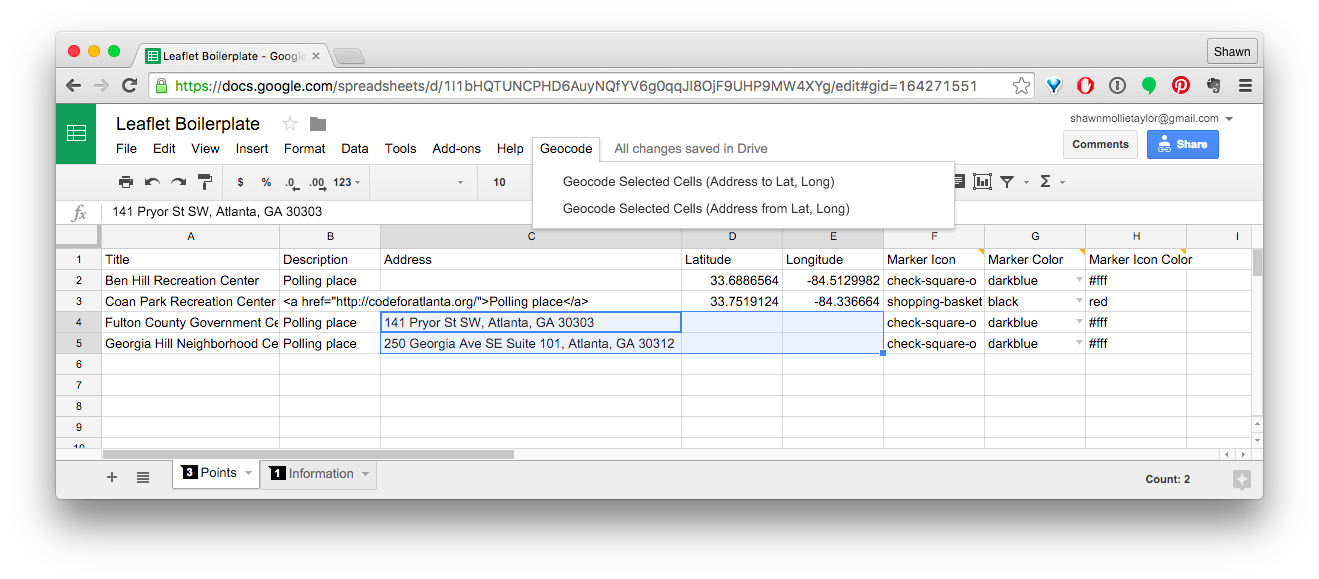 Leaflet Boilerplate - Google
Shawn
https://docs.google.com/spreadsheets/d/1I1bHQTUNCPHD6AuyNQfYV6g0qqJI8OjF9UHP9MW4XYg/edit#gid=164271551
Leaflet Boilerplate
shawnmollietaylor@gmail.com
File Edit View Insert Format Data Tools Add-ons Help Geocode All changes saved in Drive
Comments Share
$ % .0 .00 123 10 Σ
Geocode Selected Cells (Address to Lat, Long)
Geocode Selected Cells (Address from Lat, Long)
fx 141 Pryor St SW, Atlanta, GA 30303
A B C D E F G H I
1 Title Description Address Latitude Longitude Marker Icon Marker Color Marker Icon Color
2 Ben Hill Recreation Center Polling place 33.6886564 -84.5129982 check-square-o darkblue #fff
3 Coan Park Recreation Center <a href="http://codeforatlanta.org/">Polling place</a> 33.7519124 -84.336664 shopping-basket black red
4 Fulton County Government Ce Polling place 141 Pryor St SW, Atlanta, GA 30303 check-square-o darkblue #fff
5 Georgia Hill Neighborhood Ce Polling place 250 Georgia Ave SE Suite 101, Atlanta, GA 30312 check-square-o darkblue #fff
6
7
8
9
10
3 Points 1 Information
Count: 2